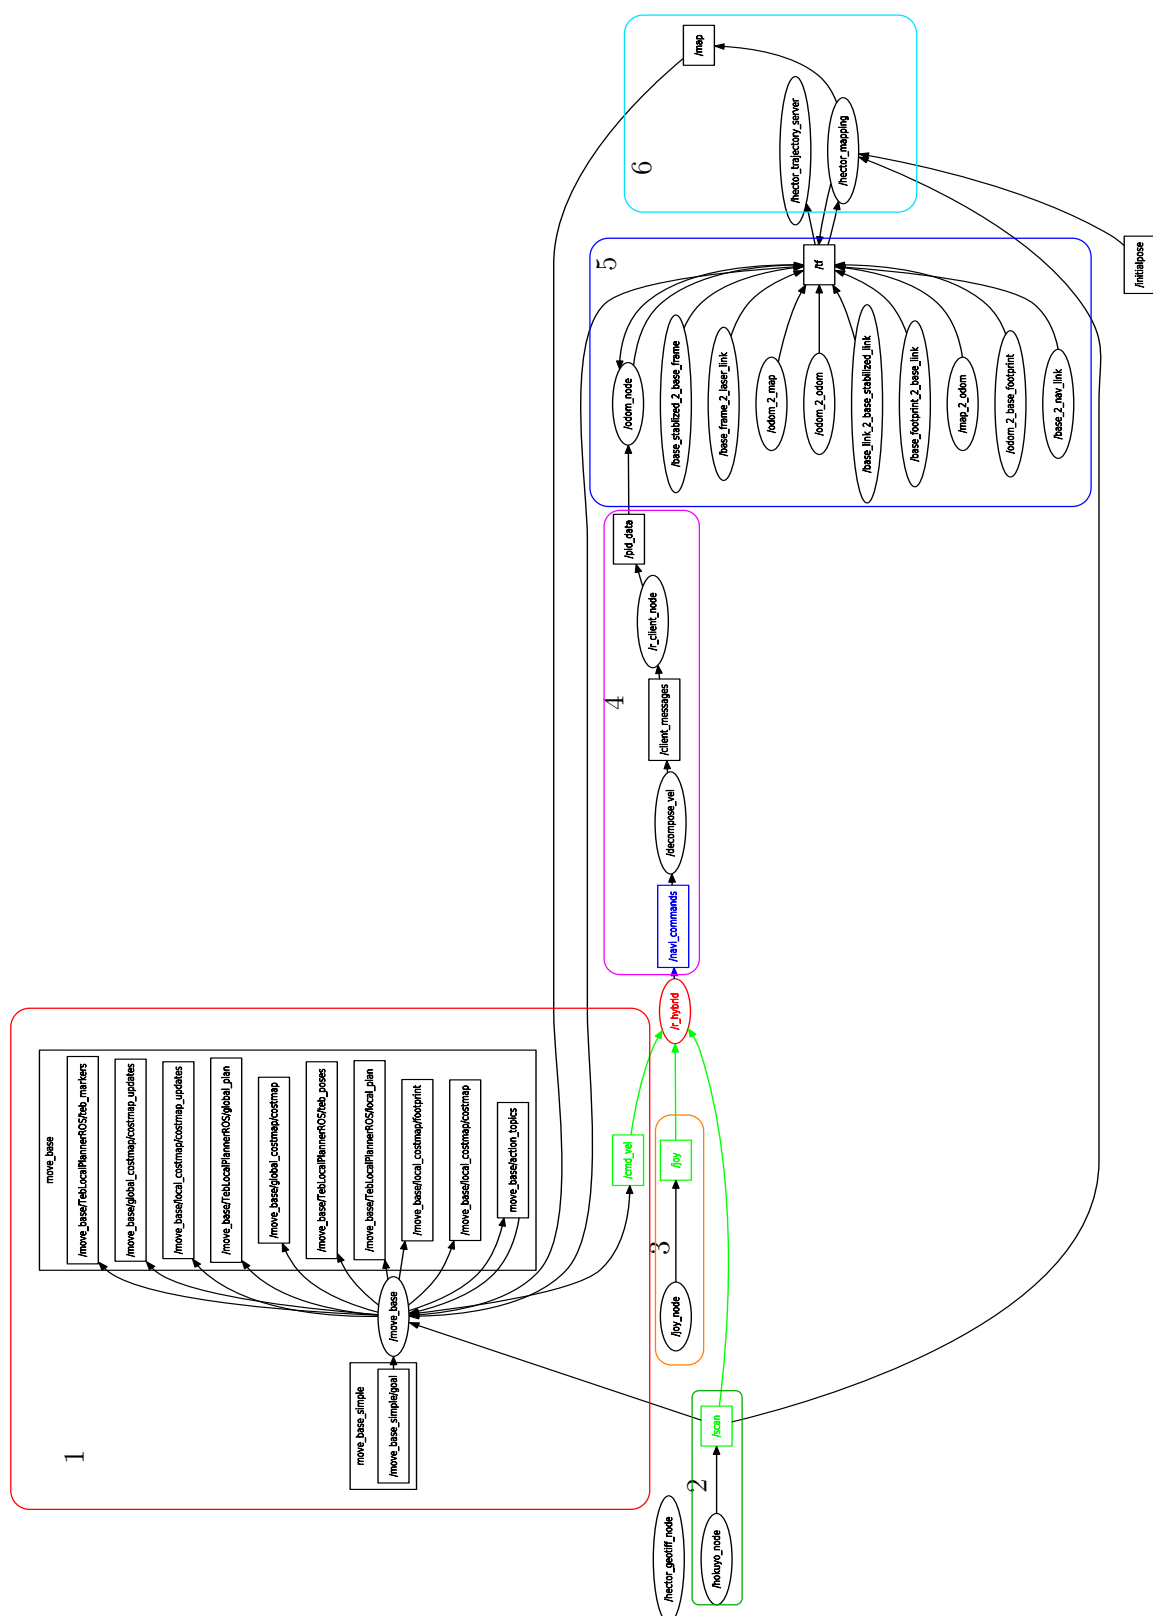 1
move_base_simple
/move_base_simple/goal
/move_base
move_base
/move_base/TebLocalPlannerROS/teb_markers
/move_base/global_costmap/costmap_updates
/move_base/local_costmap/costmap_updates
/move_base/TebLocalPlannerROS/global_plan
/move_base/global_costmap/costmap
/move_base/TebLocalPlannerROS/teb_poses
/move_base/TebLocalPlannerROS/local_plan
/move_base/local_costmap/footprint
/move_base/local_costmap/costmap
move_base/action_topics
/cmd_vel
/hector_geotiff_node
2
/hokuyo_node
/scan
3
/joy_node
/joy
/r_hybrid
4
/navi_commands
/decompose_vel
/client_messages
/r_client_node
/pid_data
5
/odom_node
/base_stablized_2_base_frame
/base_frame_2_laser_link
/odom_2_map
/odom_2_odom
/base_link_2_base_stabilized_link
/base_footprint_2_base_link
/map_2_odom
/odom_2_base_footprint
/base_2_nav_link
/tf
/initialpose
6
/hector_trajectory_server
/hector_mapping
/map